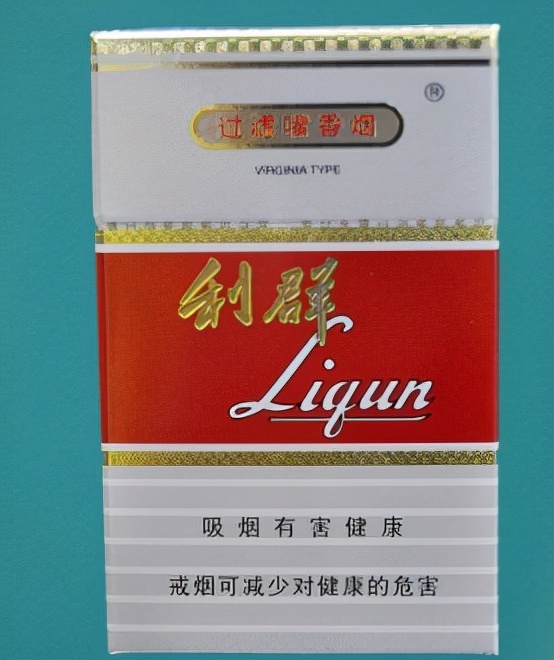 过滤嘴香烟
VIRGINIA TYPE
利群
Liqun
吸烟有害健康
戒烟可减少对健康的危害